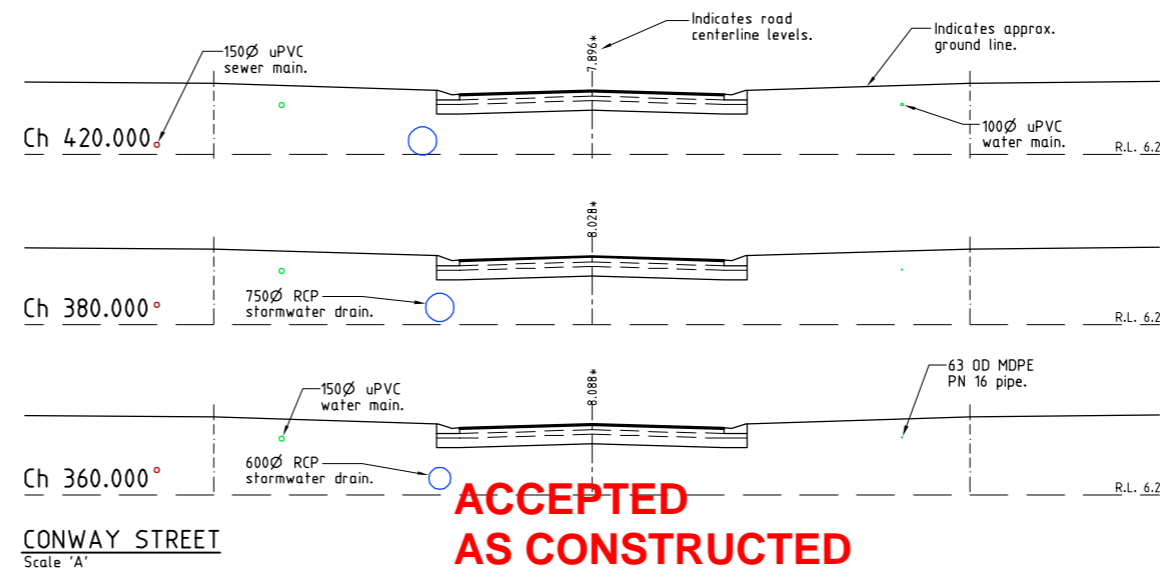 Indicates road
centerline levels.
150Ø uPVC
sewer main.
7.896*
Indicates approx.
ground line.
Ch 420.000
100Ø uPVC
water main.
R.L. 6.2
8.028*
Ch 380.000
750Ø RCP
stormwater drain.
R.L. 6.2
8.088*
150Ø uPVC
water main.
63 OD MDPE
PN 16 pipe.
Ch 360.000
600Ø RCP
stormwater drain.
R.L. 6.2
ACCEPTED
AS CONSTRUCTED
CONWAY STREET
Scale 'A'